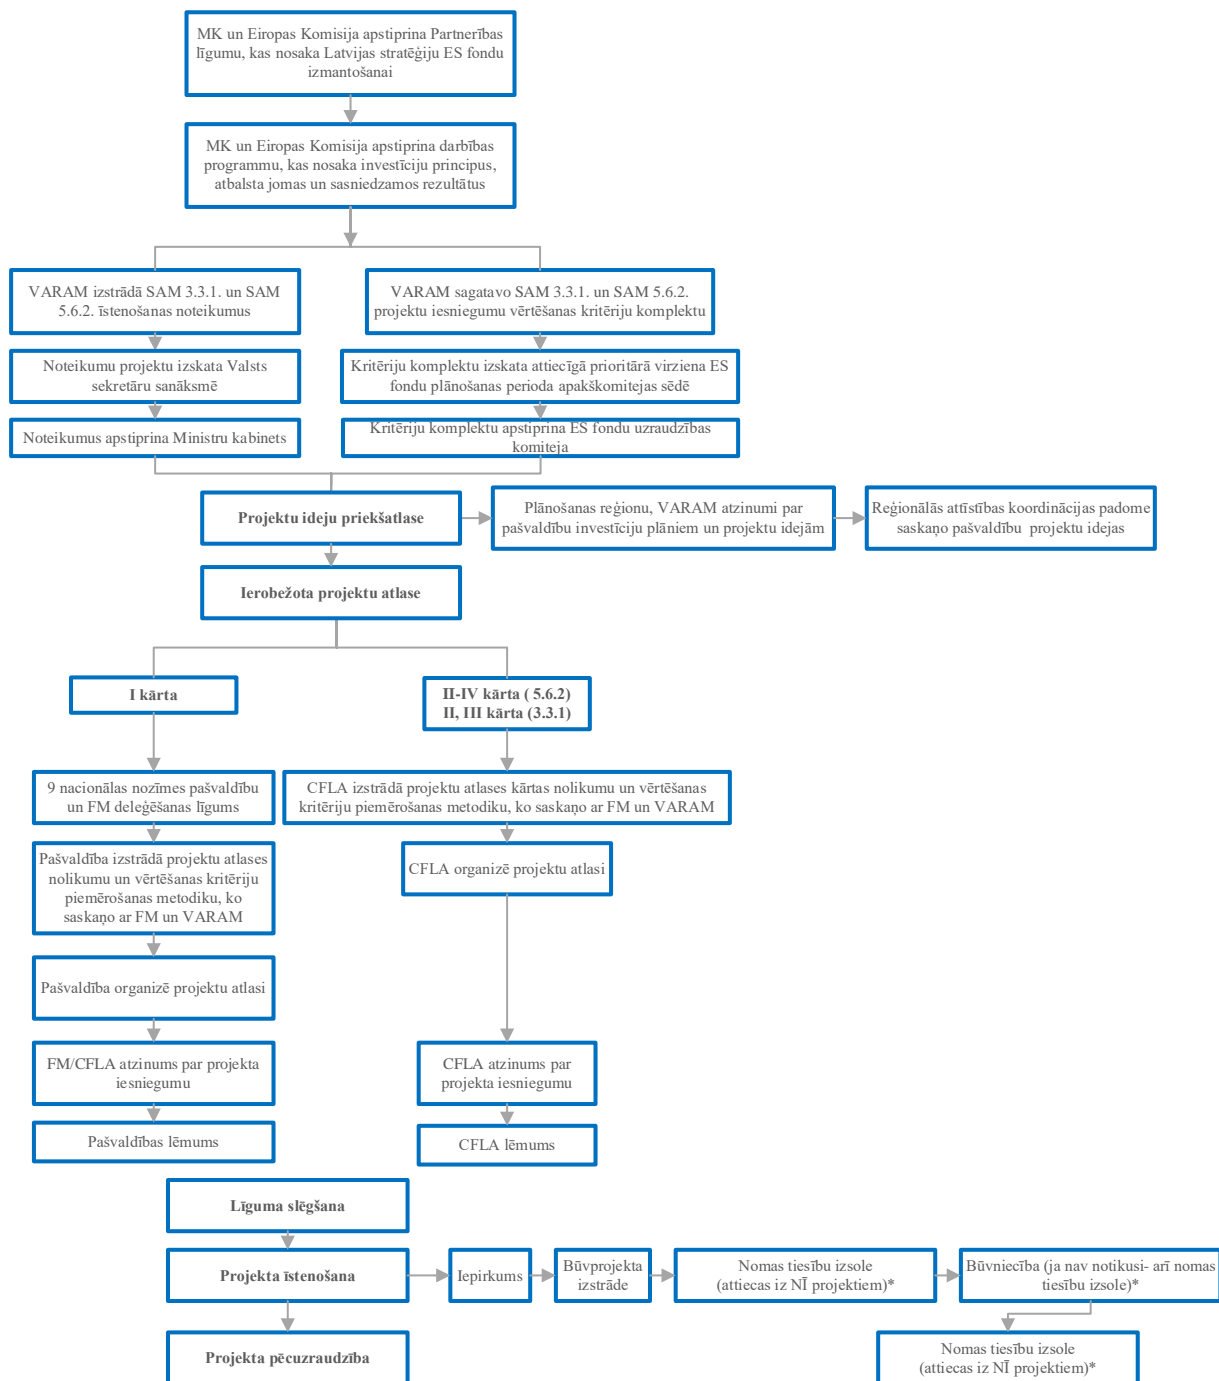 MK un Eiropas Komisija apstiprina Partnerības
līgumu, kas nosaka Latvijas stratēģiju ES fondu
izmantošanai
MK un Eiropas Komisija apstiprina darbības
programmu, kas nosaka investīciju principus,
atbalsta jomas un sasniedzamos rezultātus
VARAM izstrādā SAM 3.3.1. un SAM
5.6.2. īstenošanas noteikumus
VARAM sagatavo SAM 3.3.1. un SAM 5.6.2.
projektu iesniegumu vērtēšanas kritēriju komplektu
Noteikumu projektu izskata Valsts
sekretāru sanāksmē
Kritēriju komplektu izskata attiecīgā prioritārā virziena ES
fondu plānošanas perioda apakškomitejas sēdē
Noteikumus apstiprina Ministru kabinets
Kritēriju komplektu apstiprina ES fondu uzraudzības
komiteja
Projektu ideju priekšatlase
Plānošanas reģionu, VARAM atzinumi par
pašvaldību investīciju plāniem un projektu idejām
Reģionālās attīstības koordinācijas padome
saskaņo pašvaldību projektu idejas
Ierobežota projektu atlase
I kārta
II-IV kārta ( 5.6.2)
II, III kārta (3.3.1)
9 nacionālas nozīmes pašvaldību
un FM deleģēšanas līgums
CFLA izstrādā projektu atlases kārtas nolikumu un vērtēšanas
kritēriju piemērošanas metodiku, ko saskaņo ar FM un VARAM
Pašvaldība izstrādā projektu atlases
nolikumu un vērtēšanas kritēriju
piemērošanas metodiku, ko
saskaņo ar FM un VARAM
CFLA organizē projektu atlasi
Pašvaldība organizē projektu atlasi
FM/CFLA atzinums par projekta
iesniegumu
CFLA atzinums par
projekta iesniegumu
Pašvaldības lēmums
CFLA lēmums
Līguma slēgšana
Projekta īstenošana
Iepirkums
Būvprojekta
izstrāde
Nomas tiesību izsole
(attiecas iz NĪ projektiem)*
Būvniecība (ja nav notikusi- arī nomas
tiesību izsole)*
Projekta pēcuzraudzība
Nomas tiesību izsole
(attiecas iz NĪ projektiem)*